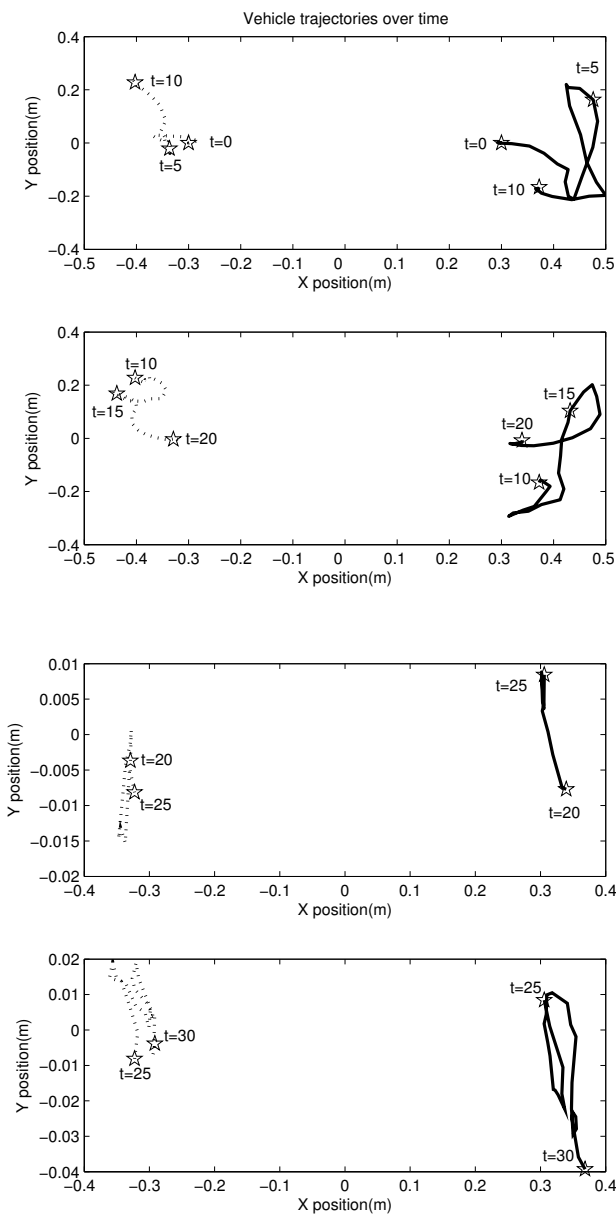 Vehicle trajectories over time
0.4
0.2
0
−0.2
−0.4
Y position(m)
t=10
t=5
t=0
t=0
t=5
t=10
−0.5 −0.4 −0.3 −0.2 −0.1 0 0.1 0.2 0.3 0.4 0.5
X position(m)
0.4
0.2
0
−0.2
−0.4
Y position(m)
t=10
t=15
t=20
t=15
t=20
t=10
−0.5 −0.4 −0.3 −0.2 −0.1 0 0.1 0.2 0.3 0.4 0.5
X position(m)
0.01
0.005
0
−0.005
−0.01
−0.015
−0.02
Y position(m)
t=20
t=25
t=25
t=20
−0.4 −0.3 −0.2 −0.1 0 0.1 0.2 0.3 0.4
X position(m)
0.02
0.01
0
−0.01
−0.02
−0.03
−0.04
Y position(m)
t=30
t=25
t=25
t=30
−0.4 −0.3 −0.2 −0.1 0 0.1 0.2 0.3 0.4
X position(m)